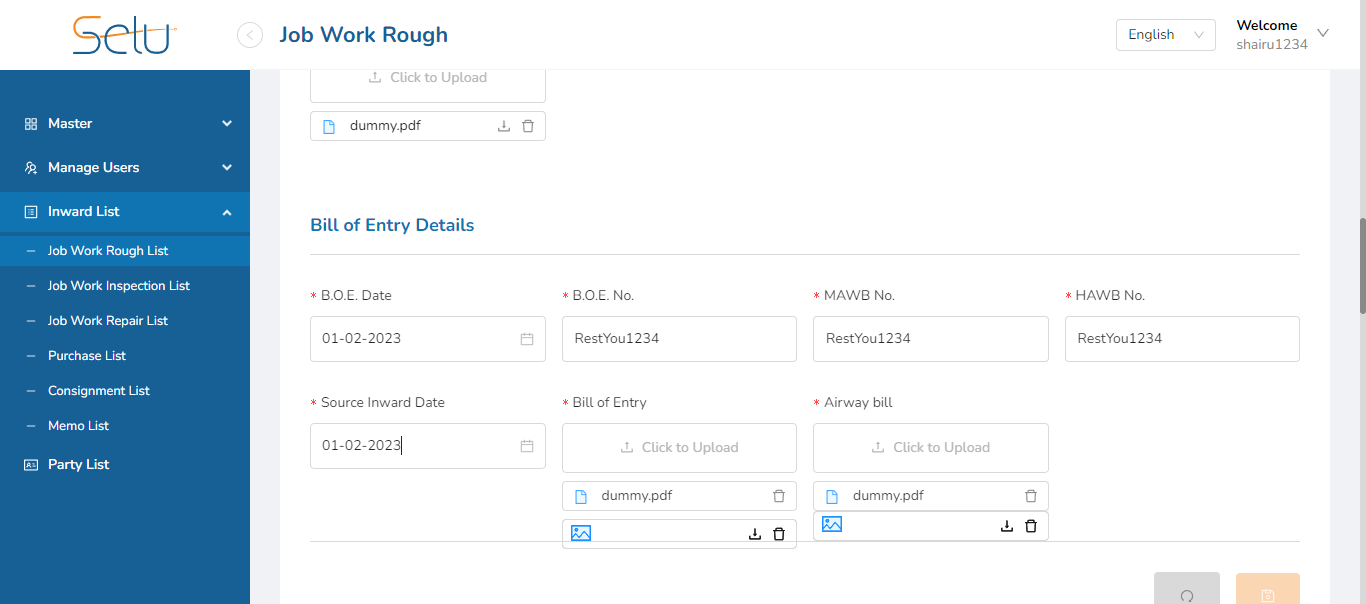 Selu
Job Work Rough
English
Welcome
shairu1234
Master
Manage Users
Inward List
Job Work Rough List
Job Work Inspection List
Job Work Repair List
Purchase List
Consignment List
Memo List
Party List
Click to Upload
dummy.pdf
Bill of Entry Details
* B.O.E. Date
* B.O.E. No.
* MAWB No.
* HAWB No.
01-02-2023
RestYou1234
RestYou1234
RestYou1234
* Source Inward Date
* Bill of Entry
* Airway bill
01-02-2023
Click to Upload
Click to Upload
dummy.pdf
dummy.pdf